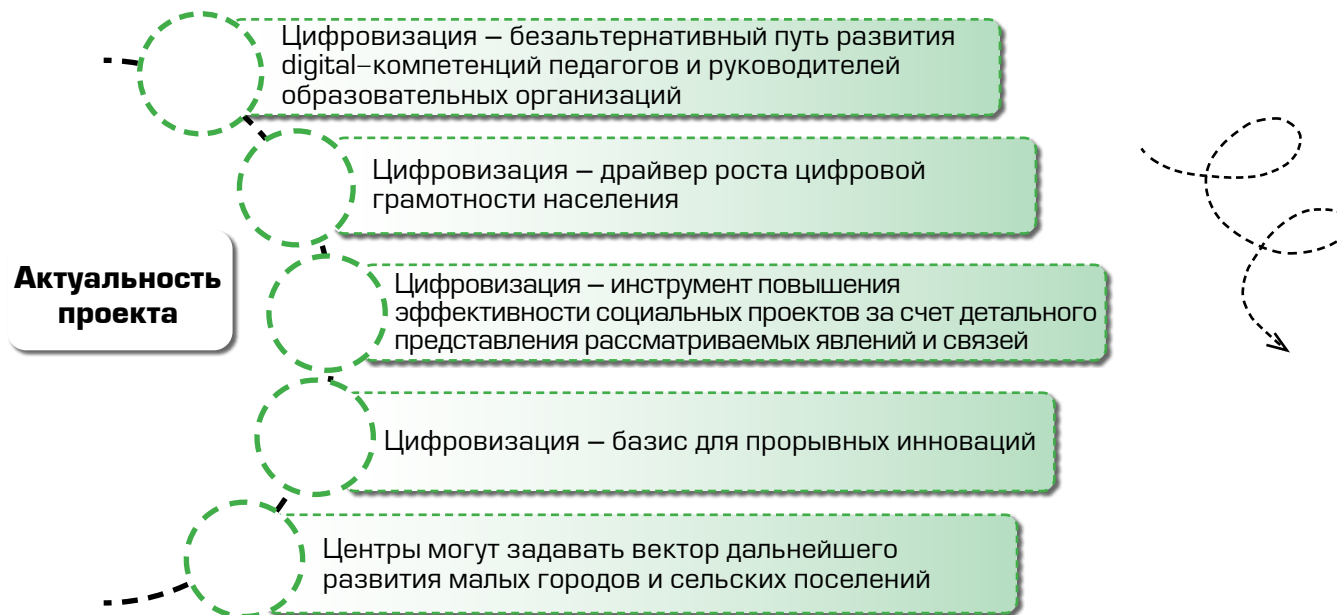 Цифровизация – безальтернативный путь развития
digital–компетенций педагогов и руководителей
образовательных организаций
Цифровизация – драйвер роста цифровой
грамотности населения
Актуальность
проекта
Цифровизация – инструмент повышения
эффективности социальных проектов за счет детального
представления рассматриваемых явлений и связей
Цифровизация – базис для прорывных инноваций
Центры могут задавать вектор дальнейшего
развития малых городов и сельских поселений